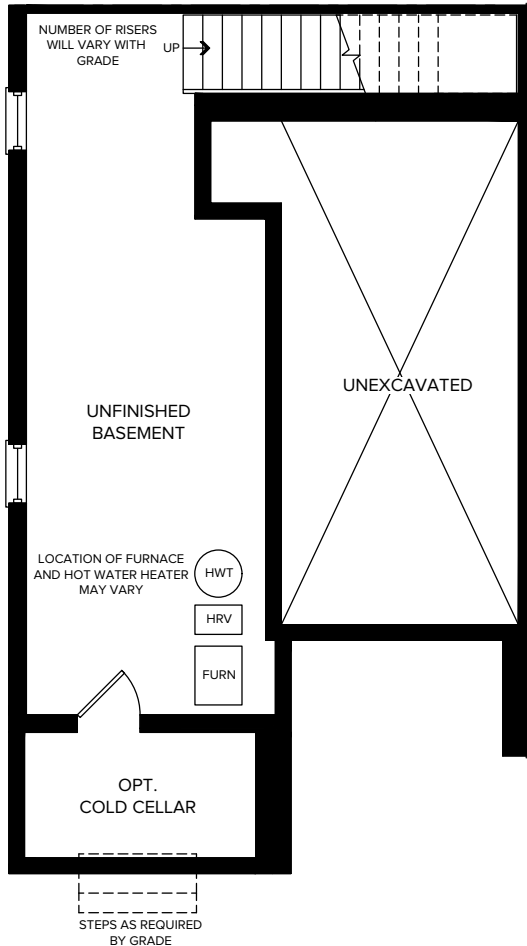 NUMBER OF RISERS
WILL VARY WITH
GRADE
UP
UNEXCAVATED
UNFINISHED
BASEMENT
LOCATION OF FURNACE
AND HOT WATER HEATER
MAY VARY
HWT
HRV
FURN
OPT.
COLD CELLAR
STEPS AS REQUIRED
BY GRADE